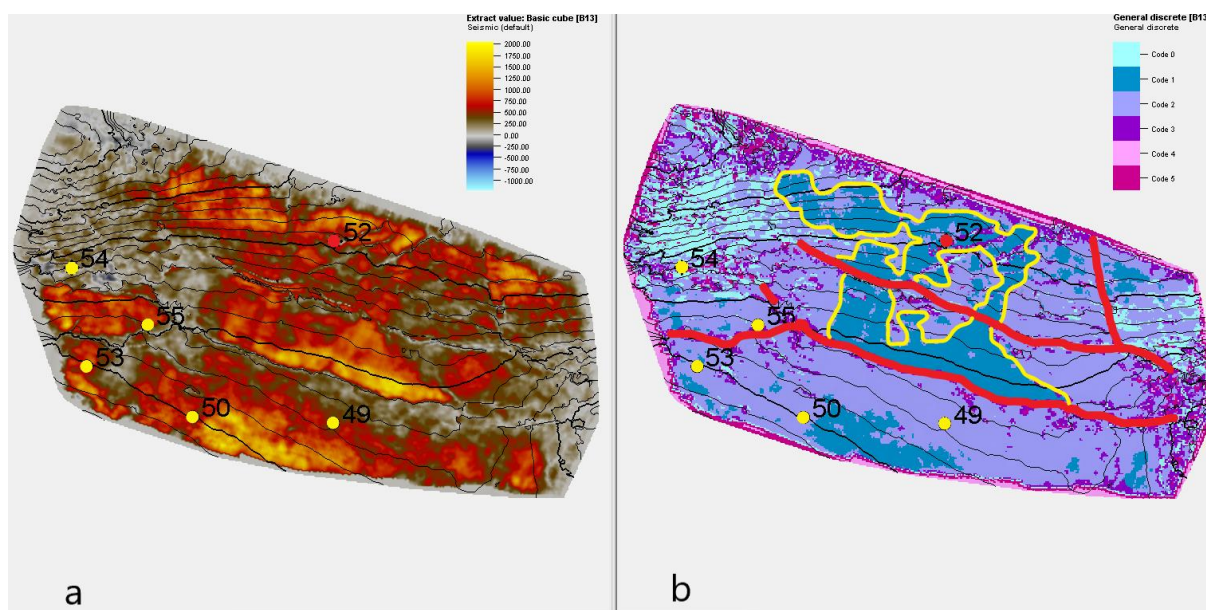 Extract value: Basic cube [B13]
Seismic (default)
2000.00
1750.00
1500.00
1250.00
1000.00
750.00
500.00
250.00
0.00
-250.00
-500.00
-750.00
-1000.00
52
54
55
53
50
49
a
General discrete [B13
General discrete
Code 0
Code 1
Code 2
Code 3
Code 4
Code 5
52
54
55
53
50
49
b